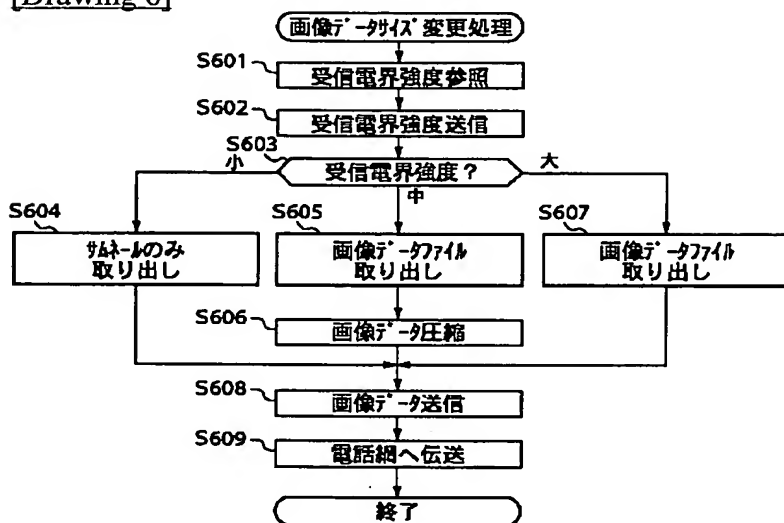 [Drawing 6]
画像ﾃﾞｰﾀｻｲｽﾞ変更処理
S601
受信電界強度参照
S602
受信電界強度送信
S603
受信電界強度？
小
中
大
S604
ｻﾑﾈｰﾙのみ
取り出し
S605
画像ﾃﾞｰﾀﾌｧｲﾙ
取り出し
S607
画像ﾃﾞｰﾀﾌｧｲﾙ
取り出し
S606
画像ﾃﾞｰﾀ圧縮
S608
画像ﾃﾞｰﾀ送信
S609
電話網へ伝送
終了